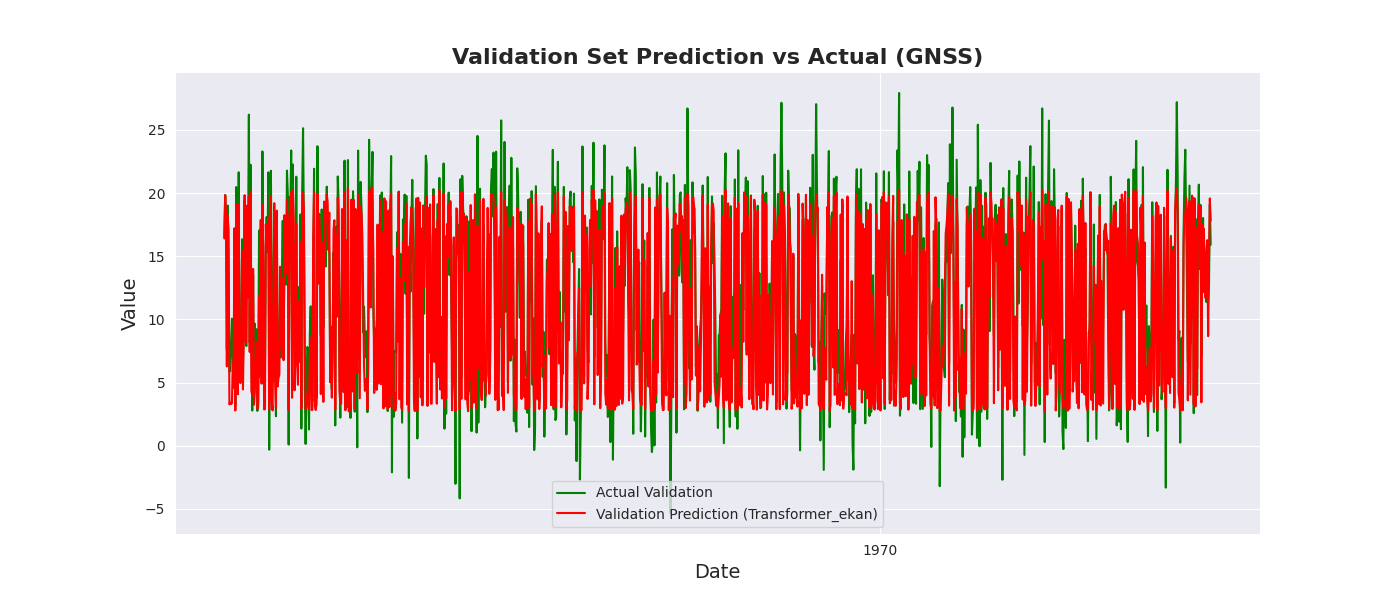 Validation Set Prediction vs Actual (GNSS)
Value
25
20
15
10
5
0
−5
Actual Validation
Validation Prediction (Transformer_ekan)
1970
Date